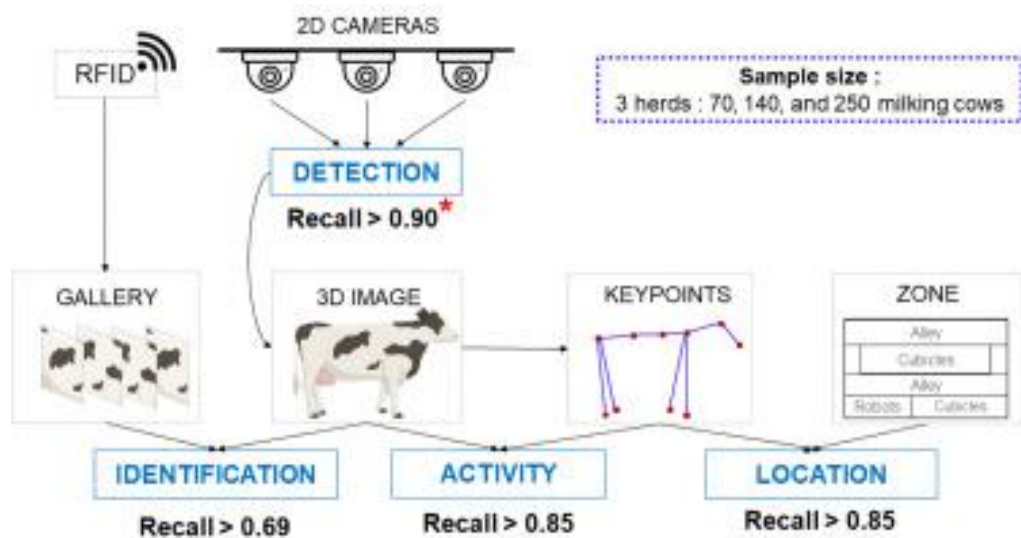 2D CAMERAS
RFID
Sample size :
3 herds : 70, 140, and 250 milking cows
DETECTION
Recall > 0.90*
GALLERY
3D IMAGE
KEYPOINTS
ZONE
Alley
Cubicles
Alley
Robots
Cubicles
IDENTIFICATION
ACTIVITY
LOCATION
Recall > 0.69
Recall > 0.85
Recall > 0.85